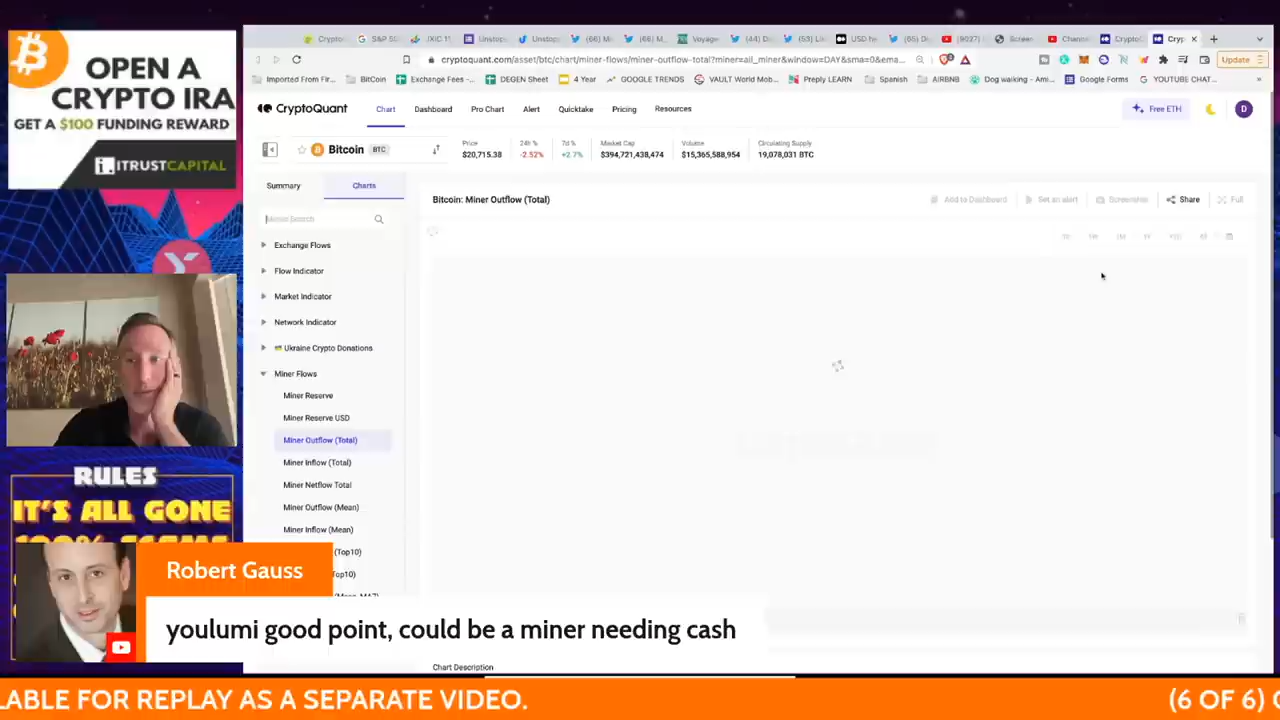 OPEN A
CRYPTO IRA
GET A $100 FUNDING REWARD
iTRUSTCAPITAL
RULES
IT'S ALL GONE
Robert Gauss
youlumi good point, could be a miner needing cash
LABLE FOR REPLAY AS A SEPARATE VIDEO.
(6 OF 6)
cryptoquant.com/asset/btc/chart/miner-flows/miner-outflow-total?miner=all_miner&window=DAY&sma=0&ema...
Update
Imported From Fir...
BitCoin
Exchange Fee -...
DEGEN Sheet
4 Year
GOOGLE TRENDS
VAULT World Mob...
Preply LEARN
Spanish
AIRBNB
Dog walking - Ami...
Google Forms
YOUTUBE CHAT...
CryptoQuant
Chart
Dashboard
Pro Chart
Alert
Quicktake
Pricing
Resources
Free ETH
D
Bitcoin
BTC
Price
$20,715.38
24h %
-2.52%
7d %
+2.7%
Market Cap
$394,721,438,474
Volume
$15,365,588,954
Circulating Supply
19,078,031 BTC
Summary
Charts
Exchange Flows
Flow Indicator
Market Indicator
Network Indicator
Ukraine Crypto Donations
Miner Flows
Miner Reserve
Miner Reserve USD
Miner Outflow (Total)
Miner Inflow (Total)
Miner Netflow Total
Miner Outflow (Mean)
Miner Inflow (Mean)
(Top10)
Bitcoin: Miner Outflow (Total)
Add to Dashboard
Set an alert
Screenshot
Share
Full
Chart Description